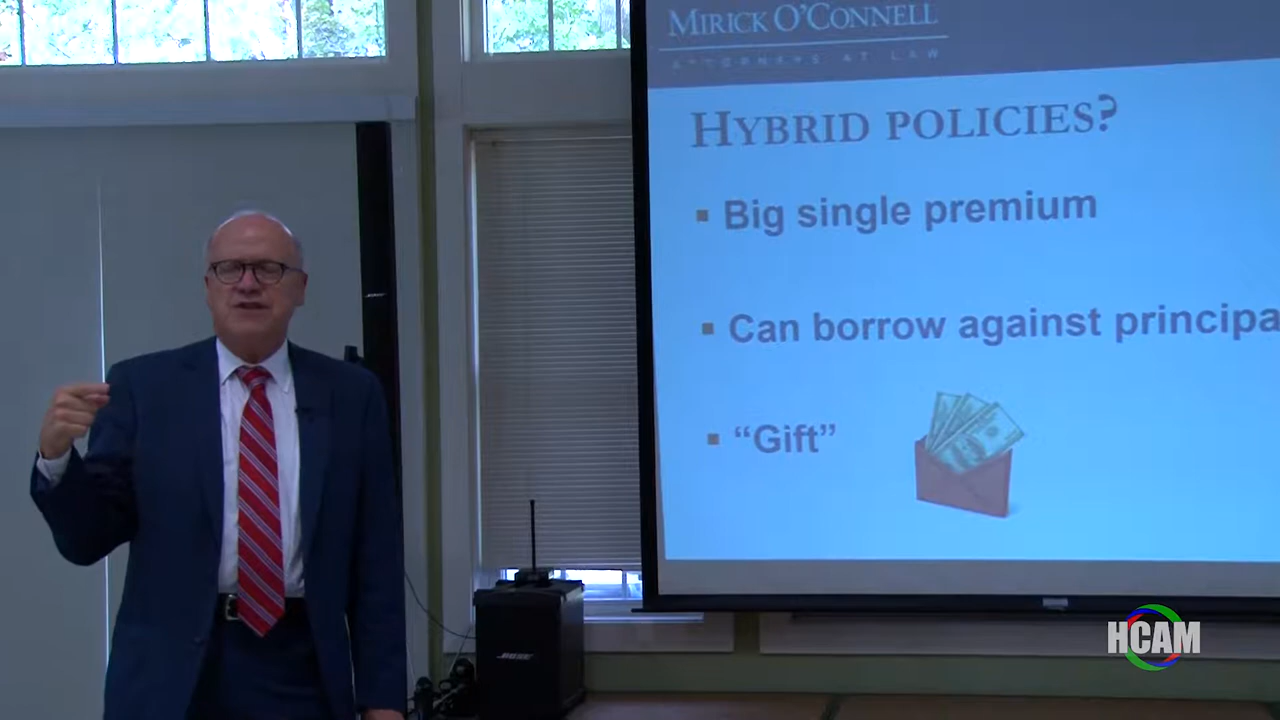 MIRICK O'CONNELL
ATTORNEYS AT LAW
HYBRID POLICIES?
▪ Big single premium
▪ Can borrow against principa
▪ “Gift”
BOSE
HCAM